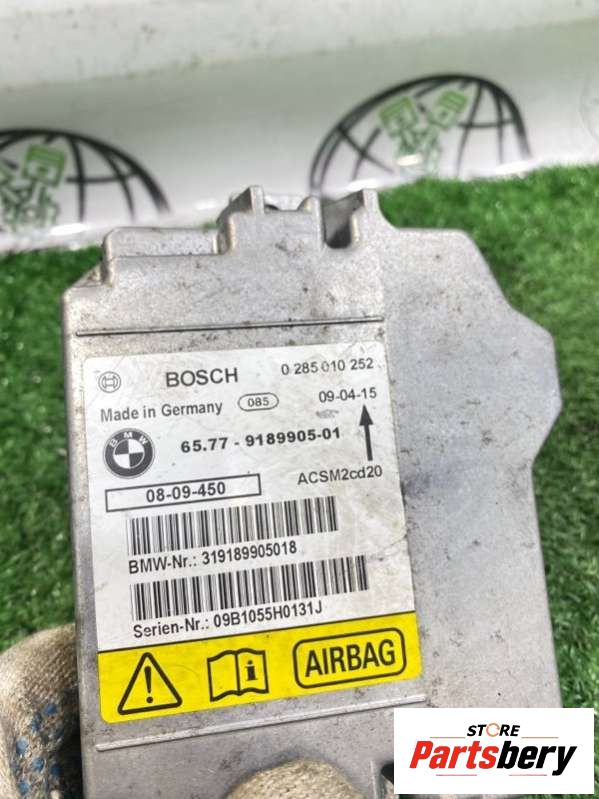 BOSCH 0 285 010 252
Made in Germany 085 09-04-15
BMW 65.77 - 9189905-01
08-09-450 ACSM2cd20
BMW-Nr.: 319189905018
Serien-Nr.: 09B1055H0131J
AIRBAG
STORE
Partsbery